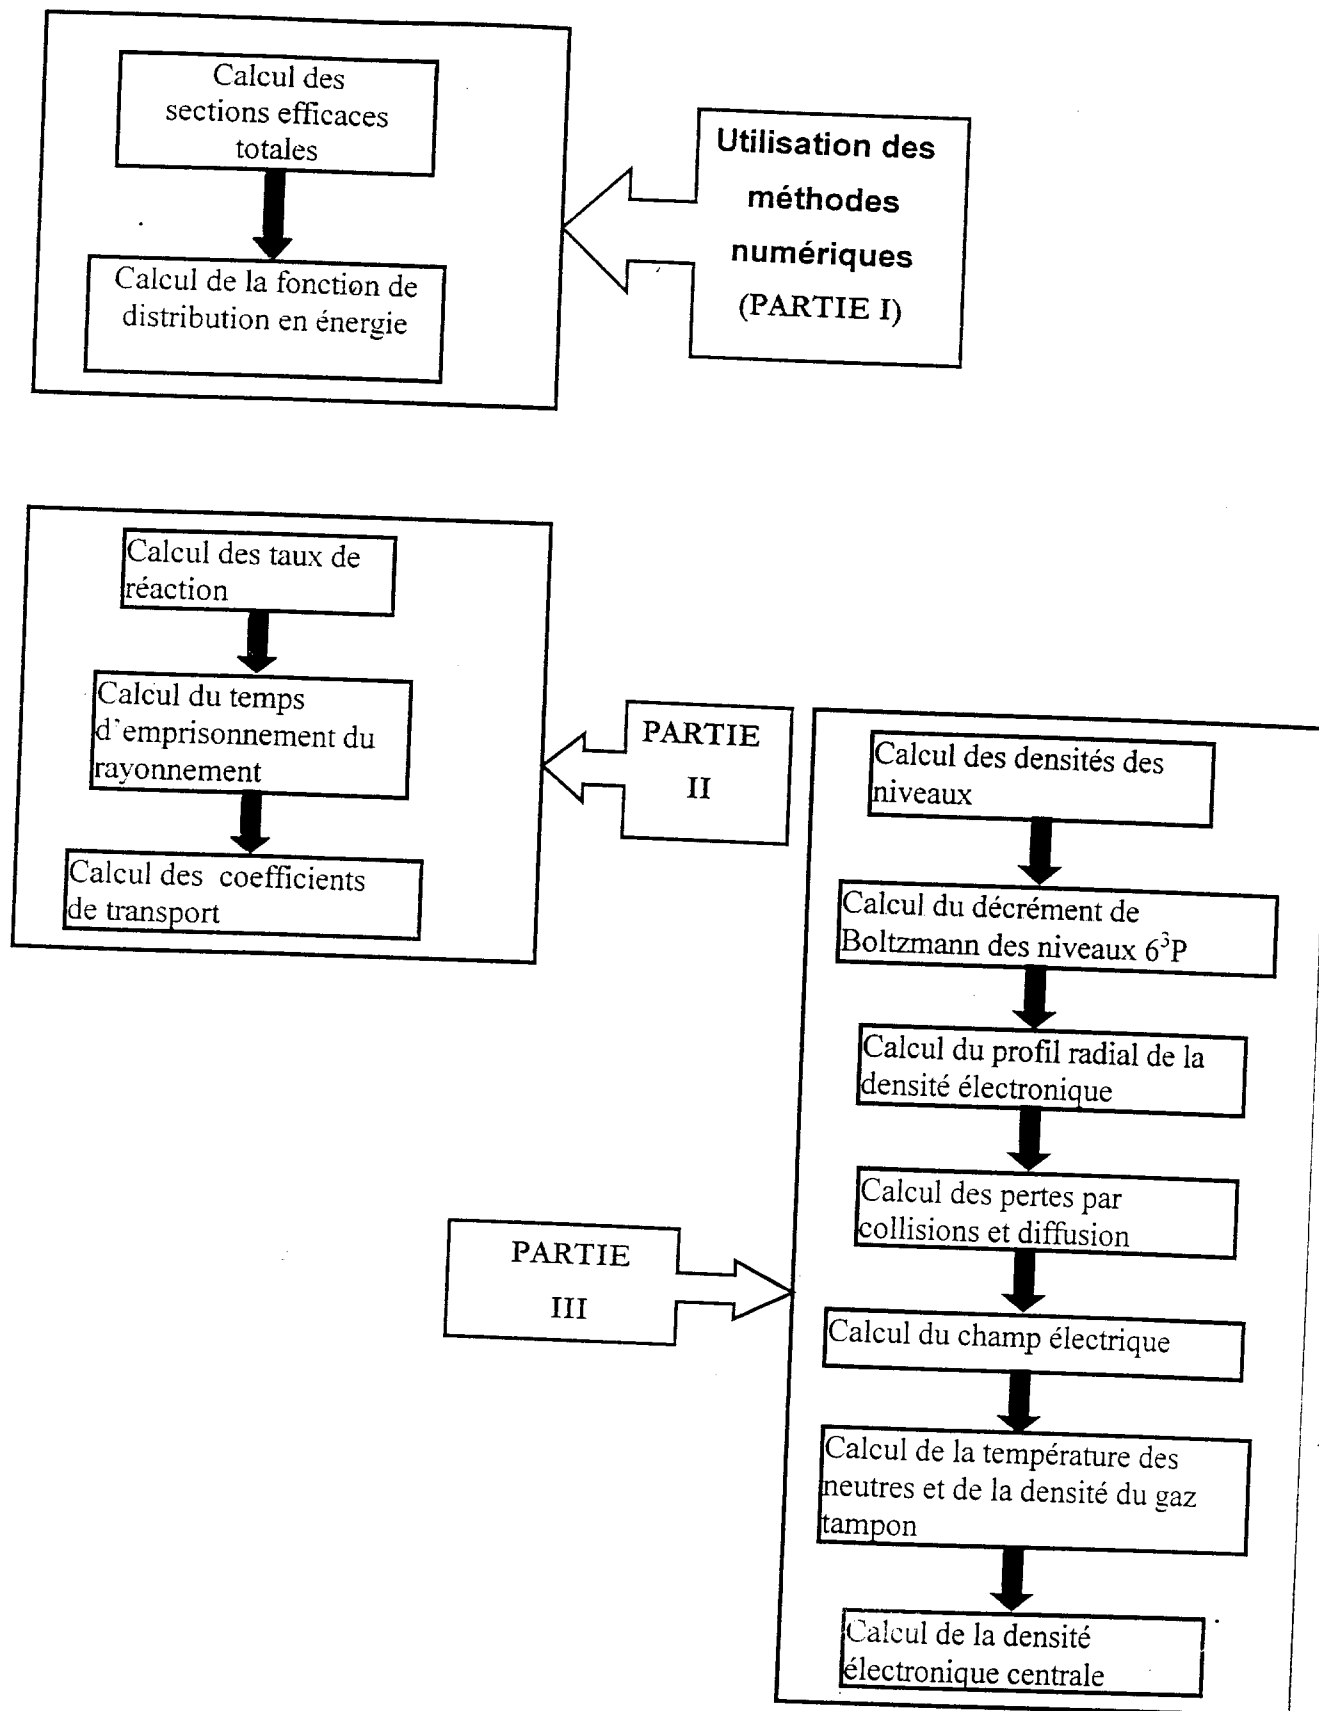 Calcul des
sections efficaces
totales
Calcul de la fonction de
distribution en énergie
Utilisation des
méthodes
numériques
(PARTIE I)
Calcul des taux de
réaction
Calcul du temps
d'emprisonnement du
rayonnement
Calcul des coefficients
de transport
PARTIE
II
Calcul des densités des
niveaux
Calcul du décrément de
Boltzmann des niveaux 6³P
Calcul du profil radial de la
densité électronique
Calcul des pertes par
collisions et diffusion
Calcul du champ électrique
Calcul de la température des
neutres et de la densité du gaz
tampon
Calcul de la densité
électronique centrale
PARTIE
III